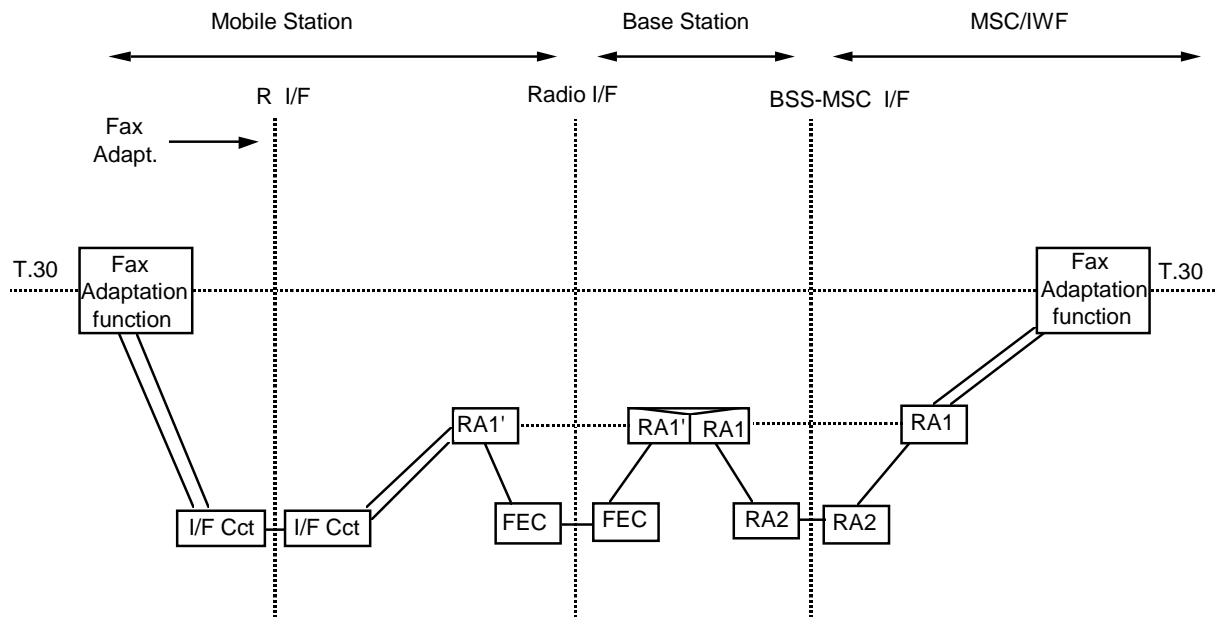 Mobile Station
Base Station
MSC/IWF
R I/F
Radio I/F
BSS-MSC I/F
Fax
Adapt.
T.30
Fax
Adaptation
function
Fax
Adaptation
function
T.30
RA1'
RA1'
RA1
RA1
I/F Cct
I/F Cct
FEC
FEC
RA2
RA2